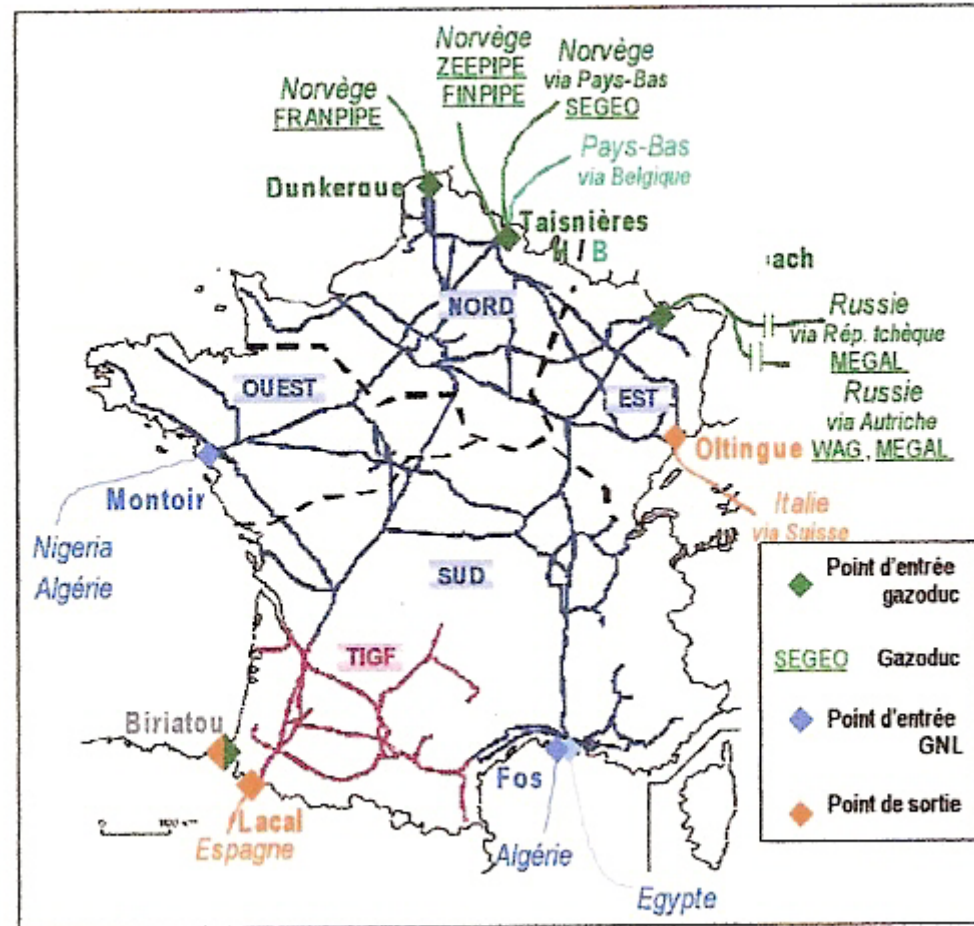 Norvège
ZEEPIPE
FINPIPE
Norvège
via Pays-Bas
SEGEO
Norvège
FRANPIPE
Pays-Bas
via Belgique
Dunkerque
Taisnières
/ B
ach
NORD
Russie
via Rép. tchèque
MEGAL
OUEST
EST
Russie
via Autriche
WAG, MEGAL
Oltingue
Montoir
Italie
via Suisse
Nigeria
Algérie
SUD
TIGF
Biriatou
Fos
Lacal
Espagne
Algérie
Egypte
Point d'entrée
gazoduc
SEGEO Gazoduc
Point d'entrée
GNL
Point de sortie